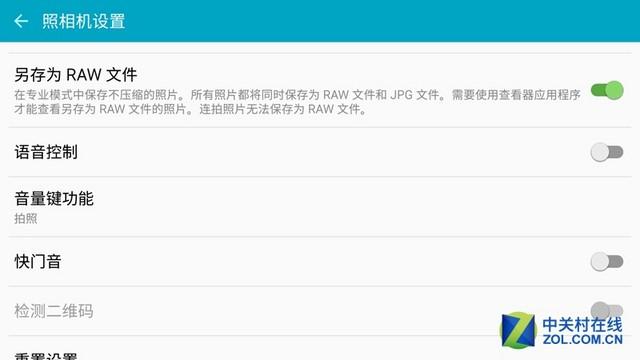 照相机设置
另存为 RAW 文件
在专业模式中保存不压缩的照片。所有照片都将同时保存为 RAW 文件和 JPG 文件。需要使用查看器应用程序
才能查看另存为 RAW 文件的照片。连拍照片无法保存为 RAW 文件。
语音控制
音量键功能
拍照
快门音
检测二维码
重置设置
中关村在线
ZOL.COM.CN